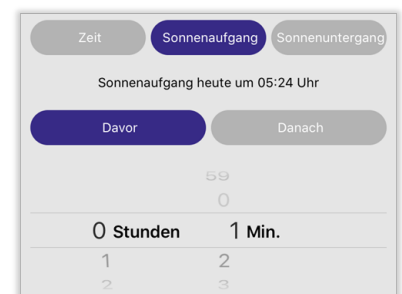 Zeit Sonnenaufgang Sonnenuntergang
Sonnenaufgang heute um 05:24 Uhr
Davor Danach
59
0
0 Stunden 1 Min.
1 2
2 3